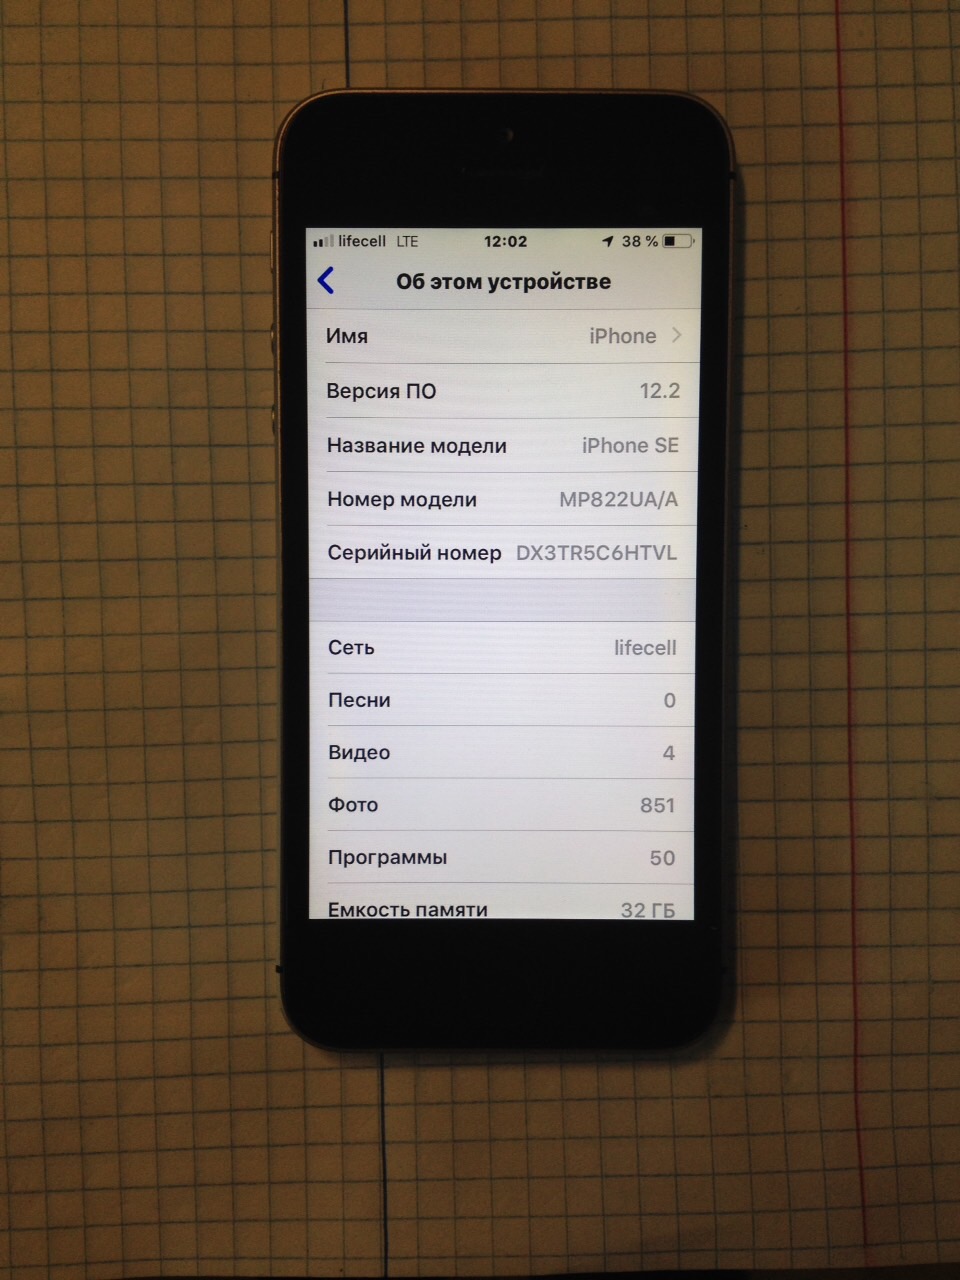 lifecell LTE 12:02 38 %
Об этом устройстве
Имя iPhone
Версия ПО 12.2
Название модели iPhone SE
Номер модели MP822UA/A
Серийный номер DX3TR5C6HTVL
Сеть lifecell
Песни 0
Видео 4
Фото 851
Программы 50
Емкость памяти 32 ГБ